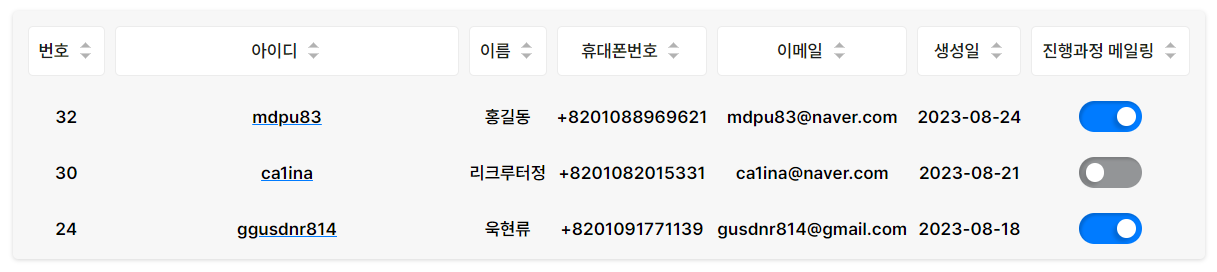 번호 아이디 이름 휴대폰번호 이메일 생성일 진행과정 메일링
32 mdpu83 홍길동 +8201088969621 mdpu83@naver.com 2023-08-24
30 ca1ina 리크루터정 +8201082015331 ca1ina@naver.com 2023-08-21
24 ggusdnr814 욱현류 +8201091771139 gusdnr814@gmail.com 2023-08-18